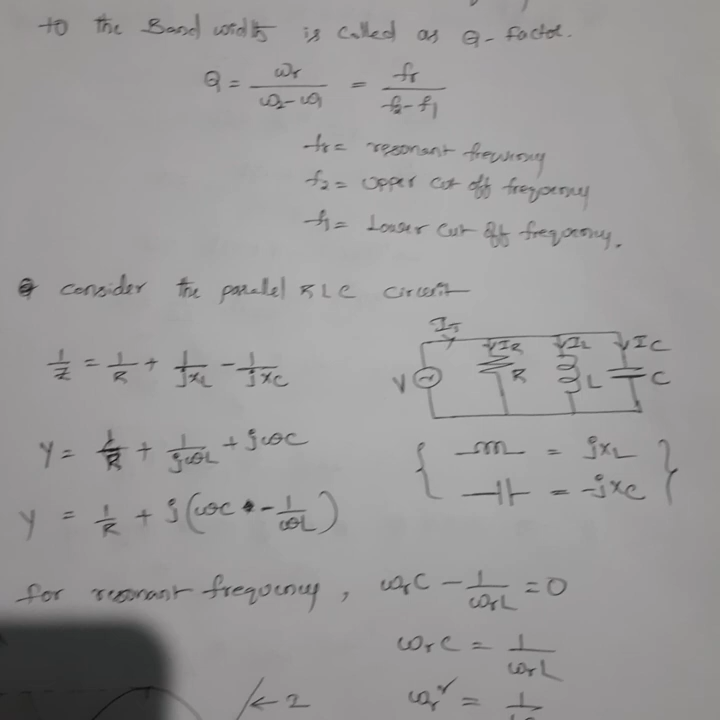 to the Band width is called as Q-factor.
Q = ωr / ω2-ω1 = fr / f2-f1
fr = resonant frequency
f2 = upper cut off frequency
f1 = Lower cut off frequency.
consider the parallel RLC circuit
IT
IR IL IC
V R L C
1/Z = 1/R + 1/jXL - 1/jXC
Y = 1/R + 1/jωL + jωC
{ = jXL
= -jXC }
Y = 1/R + j(ωC - 1/ωL)
for resonant frequency, ωrC - 1/ωrL = 0
ωrC = 1/ωrL
← Z ωr² = 1/